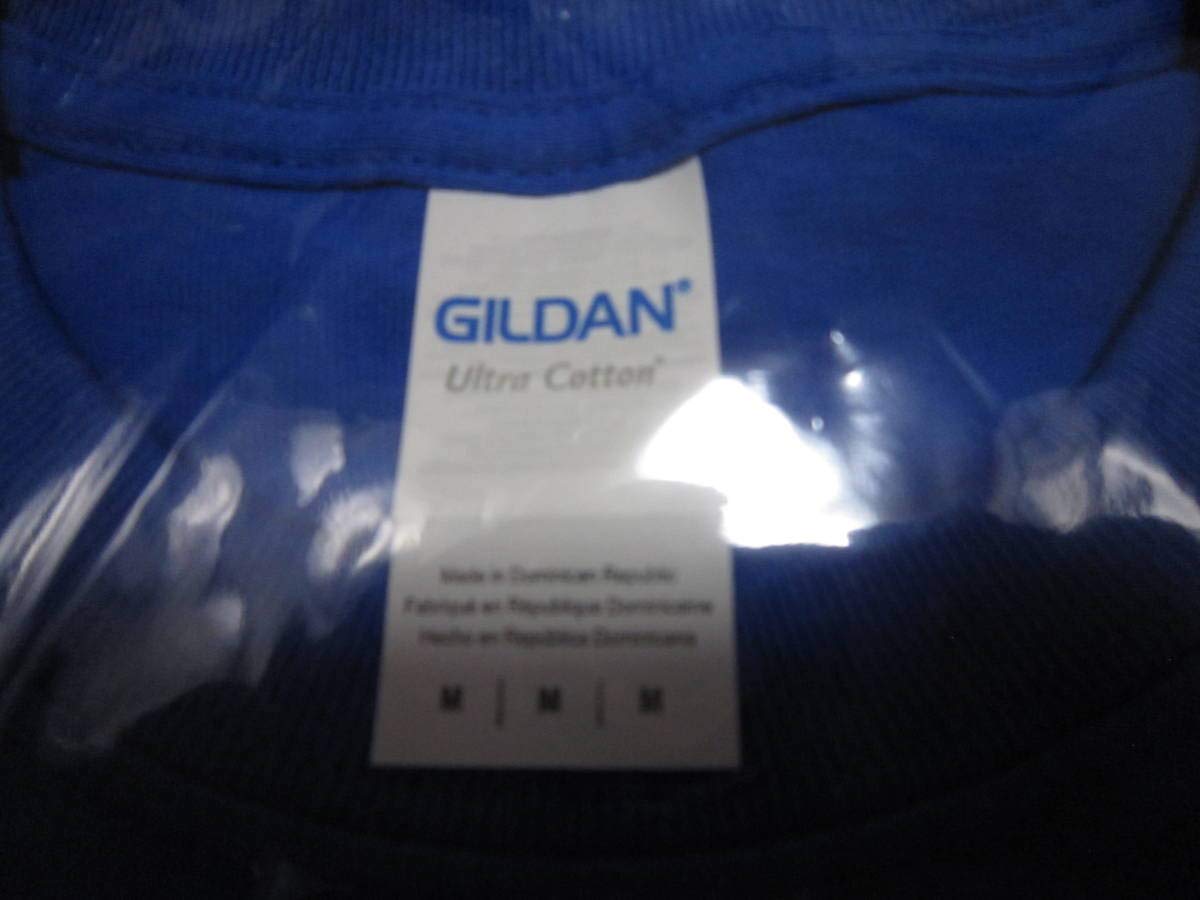 GILDAN®
Ultra Cotton®
Made in Dominican Republic
Fabriqué en République Dominicaine
Hecho en República Dominicana
M | M | M